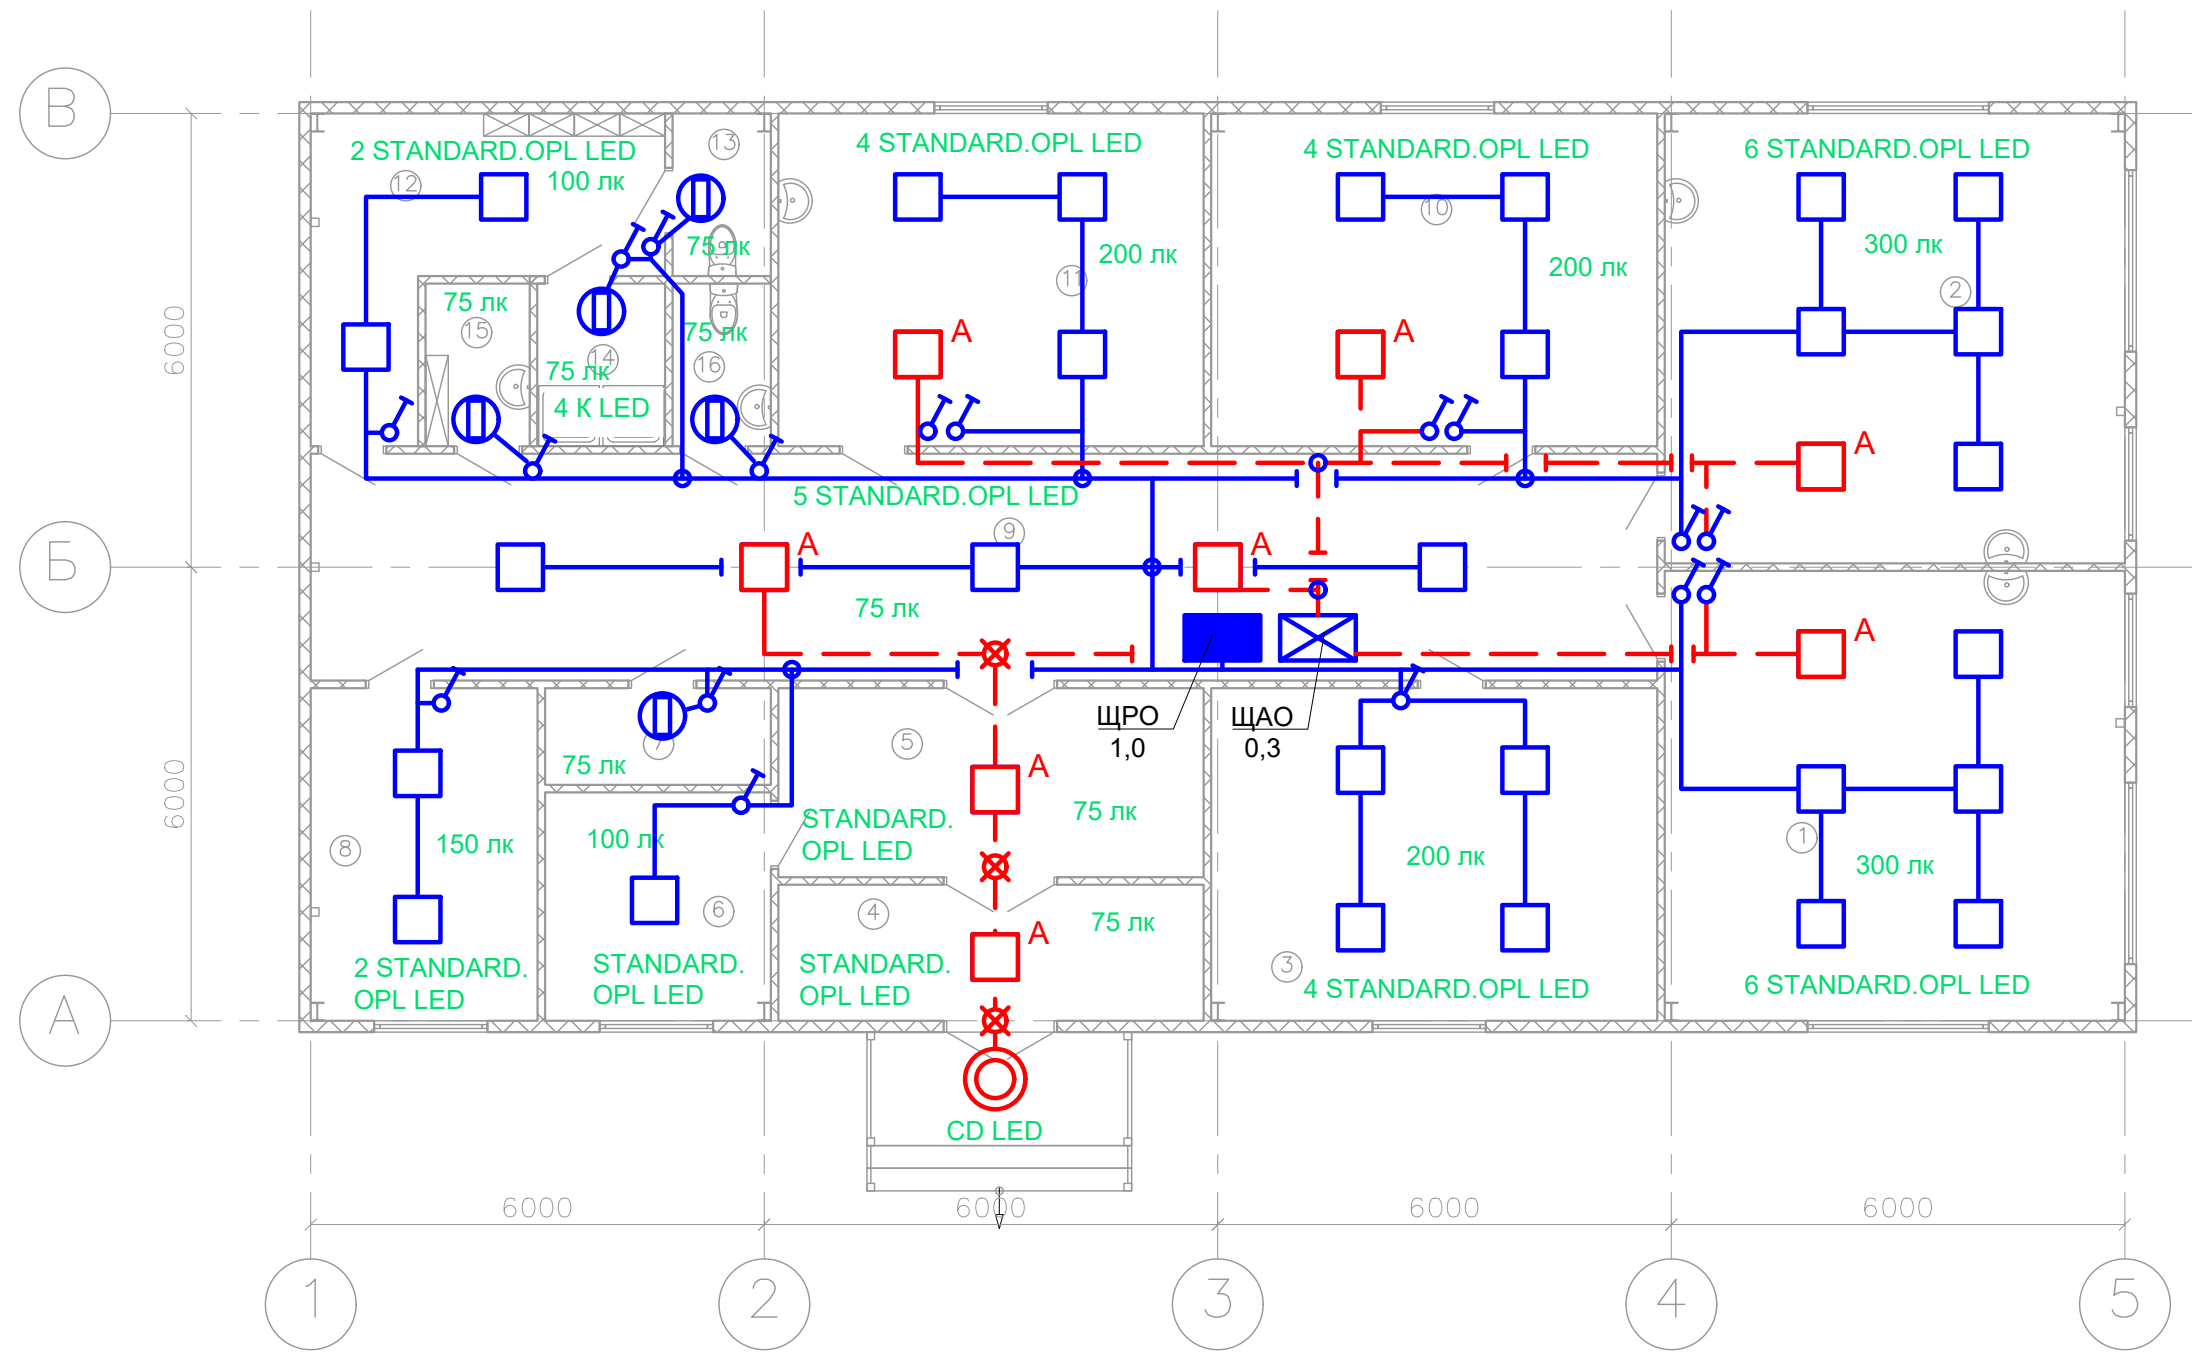 В
13
2 STANDARD.OPL LED
4 STANDARD.OPL LED
4 STANDARD.OPL LED
6 STANDARD.OPL LED
12
100 лк
10
75 лк
200 лк
300 лк
200 лк
11
2
75 лк
15
75 лк
А
А
6000
14
16
75 лк
4 К LED
А
5 STANDARD.OPL LED
9
Б
А
А
75 лк
А
ЩРО
1,0
ЩАО
0,3
7
5
75 лк
А
6000
8
150 лк
100 лк
STANDARD.
OPL LED
75 лк
200 лк
1
300 лк
6
4
75 лк
А
2 STANDARD.
OPL LED
STANDARD.
OPL LED
STANDARD.
OPL LED
3
4 STANDARD.OPL LED
6 STANDARD.OPL LED
А
CD LED
6000
6000
6000
6000
1
2
3
4
5